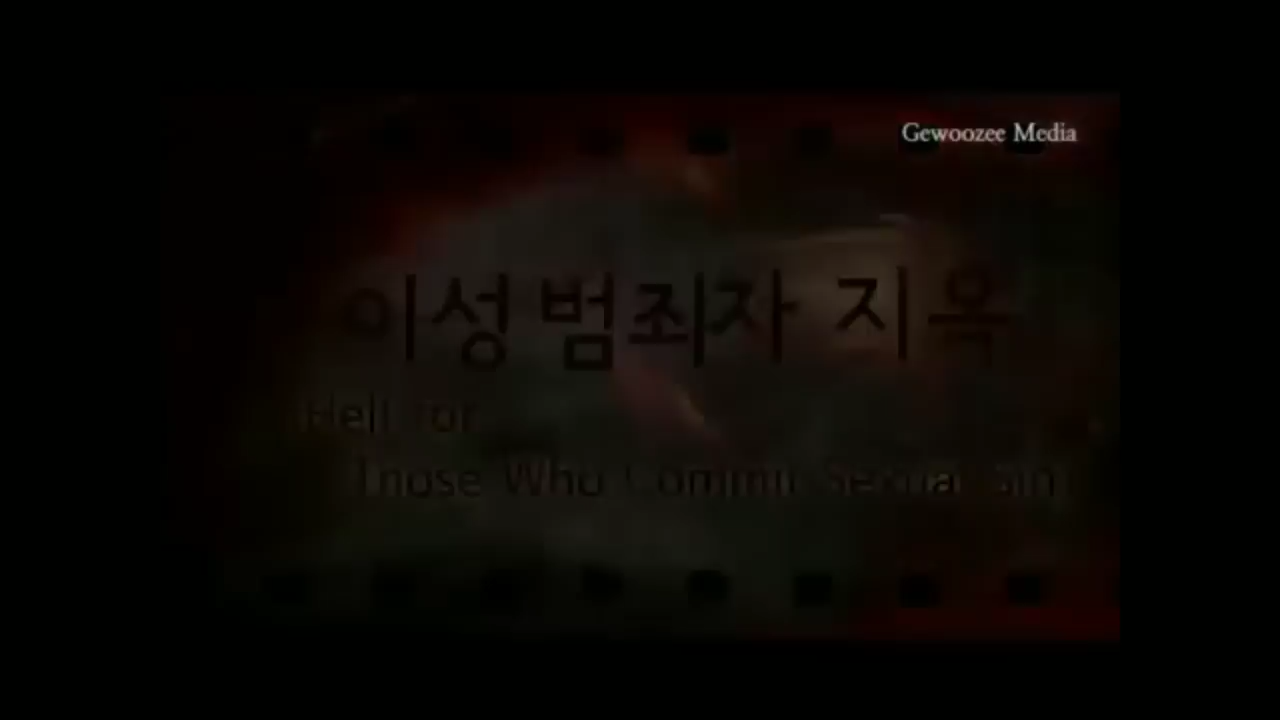 Gewoozee Media
이성범죄자 지옥
Hell for
Those Who Commit Sexual Sin